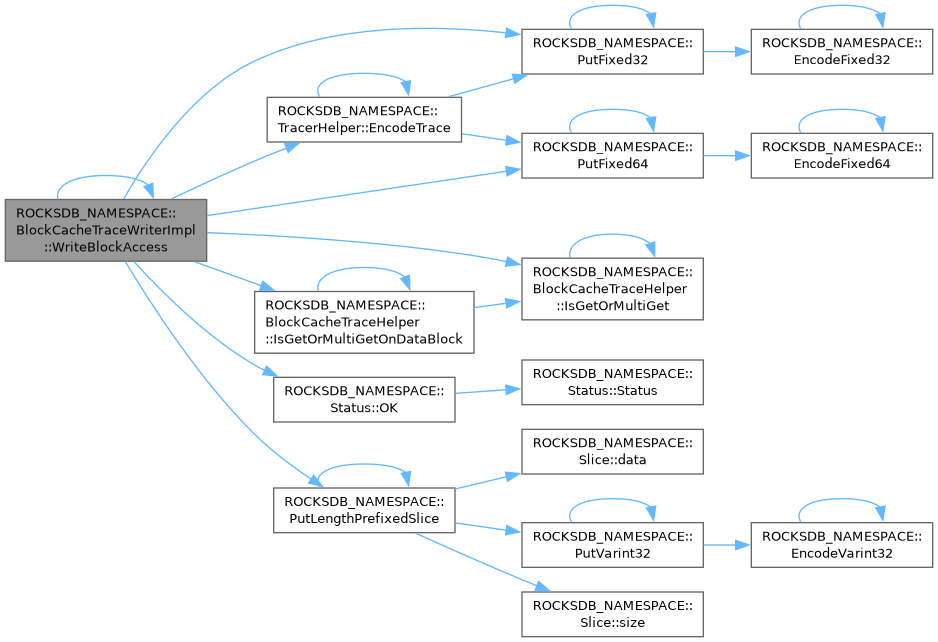 ROCKSDB_NAMESPACE::
BlockCacheTraceWriterImpl
::WriteBlockAccess
ROCKSDB_NAMESPACE::
TracerHelper::EncodeTrace
ROCKSDB_NAMESPACE::
BlockCacheTraceHelper
::IsGetOrMultiGetOnDataBlock
ROCKSDB_NAMESPACE::
Status::OK
ROCKSDB_NAMESPACE::
PutLengthPrefixedSlice
ROCKSDB_NAMESPACE::
PutFixed32
ROCKSDB_NAMESPACE::
PutFixed64
ROCKSDB_NAMESPACE::
BlockCacheTraceHelper
::IsGetOrMultiGet
ROCKSDB_NAMESPACE::
Status::Status
ROCKSDB_NAMESPACE::
Slice::data
ROCKSDB_NAMESPACE::
PutVarint32
ROCKSDB_NAMESPACE::
Slice::size
ROCKSDB_NAMESPACE::
EncodeFixed32
ROCKSDB_NAMESPACE::
EncodeFixed64
ROCKSDB_NAMESPACE::
EncodeVarint32